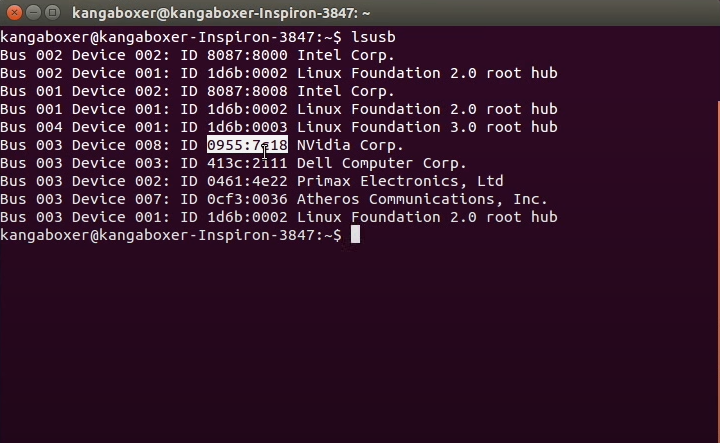 kangaboxer@kangaboxer-Inspiron-3847: ~
kangaboxer@kangaboxer-Inspiron-3847:~$ lsusb
Bus 002 Device 002: ID 8087:8000 Intel Corp.
Bus 002 Device 001: ID 1d6b:0002 Linux Foundation 2.0 root hub
Bus 001 Device 002: ID 8087:8008 Intel Corp.
Bus 001 Device 001: ID 1d6b:0002 Linux Foundation 2.0 root hub
Bus 004 Device 001: ID 1d6b:0003 Linux Foundation 3.0 root hub
Bus 003 Device 008: ID 0955:7e18 NVidia Corp.
Bus 003 Device 003: ID 413c:2111 Dell Computer Corp.
Bus 003 Device 002: ID 0461:4e22 Primax Electronics, Ltd
Bus 003 Device 007: ID 0cf3:0036 Atheros Communications, Inc.
Bus 003 Device 001: ID 1d6b:0002 Linux Foundation 2.0 root hub
kangaboxer@kangaboxer-Inspiron-3847:~$